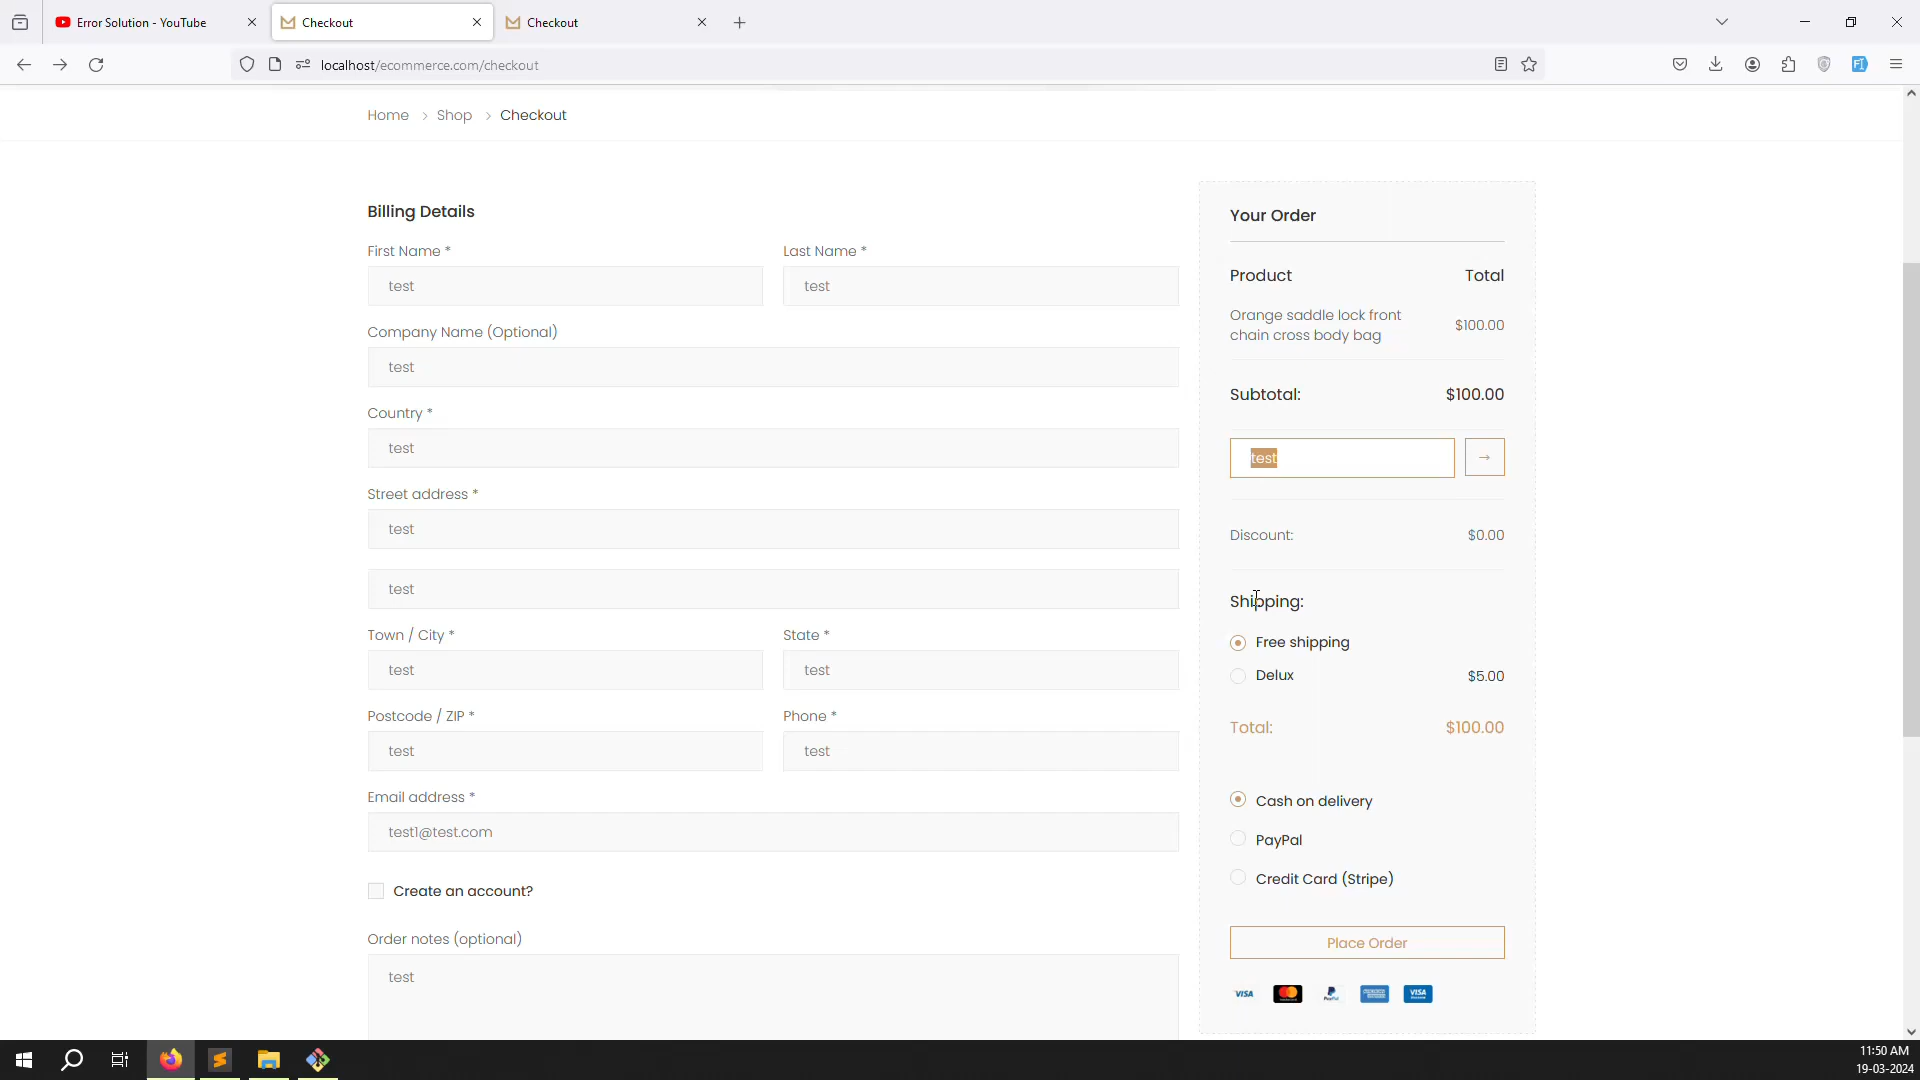 Error Solution - YouTube
Checkout
Checkout
localhost/ecommerce.com/checkout
Home > Shop > Checkout
Billing Details
First Name *
Last Name *
test
test
Company Name (Optional)
test
Country *
test
Street address *
test
test
Town / City *
State *
test
test
Postcode / ZIP *
Phone *
test
test
Email address *
test1@test.com
Create an account?
Order notes (optional)
test
Your Order
Product
Total
Orange saddle lock front
chain cross body bag
$100.00
Subtotal:
$100.00
test
→
Discount:
$0.00
Shipping:
Free shipping
Delux
$5.00
Total:
$100.00
Cash on delivery
PayPal
Credit Card (Stripe)
Place Order
VISA
PayPal
VISA
11:50 AM
19-03-2024